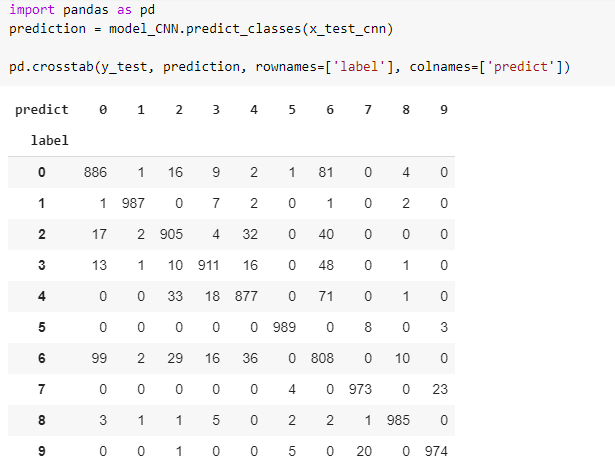 import pandas as pd
prediction = model_CNN.predict_classes(x_test_cnn)
pd.crosstab(y_test, prediction, rownames=['label'], colnames=['predict'])
predict 0 1 2 3 4 5 6 7 8 9
label
0 886 1 16 9 2 1 81 0 4 0
1 1 987 0 7 2 0 1 0 2 0
2 17 2 905 4 32 0 40 0 0 0
3 13 1 10 911 16 0 48 0 1 0
4 0 0 33 18 877 0 71 0 1 0
5 0 0 0 0 0 989 0 8 0 3
6 99 2 29 16 36 0 808 0 10 0
7 0 0 0 0 0 4 0 973 0 23
8 3 1 1 5 0 2 2 1 985 0
9 0 0 1 0 0 5 0 20 0 974